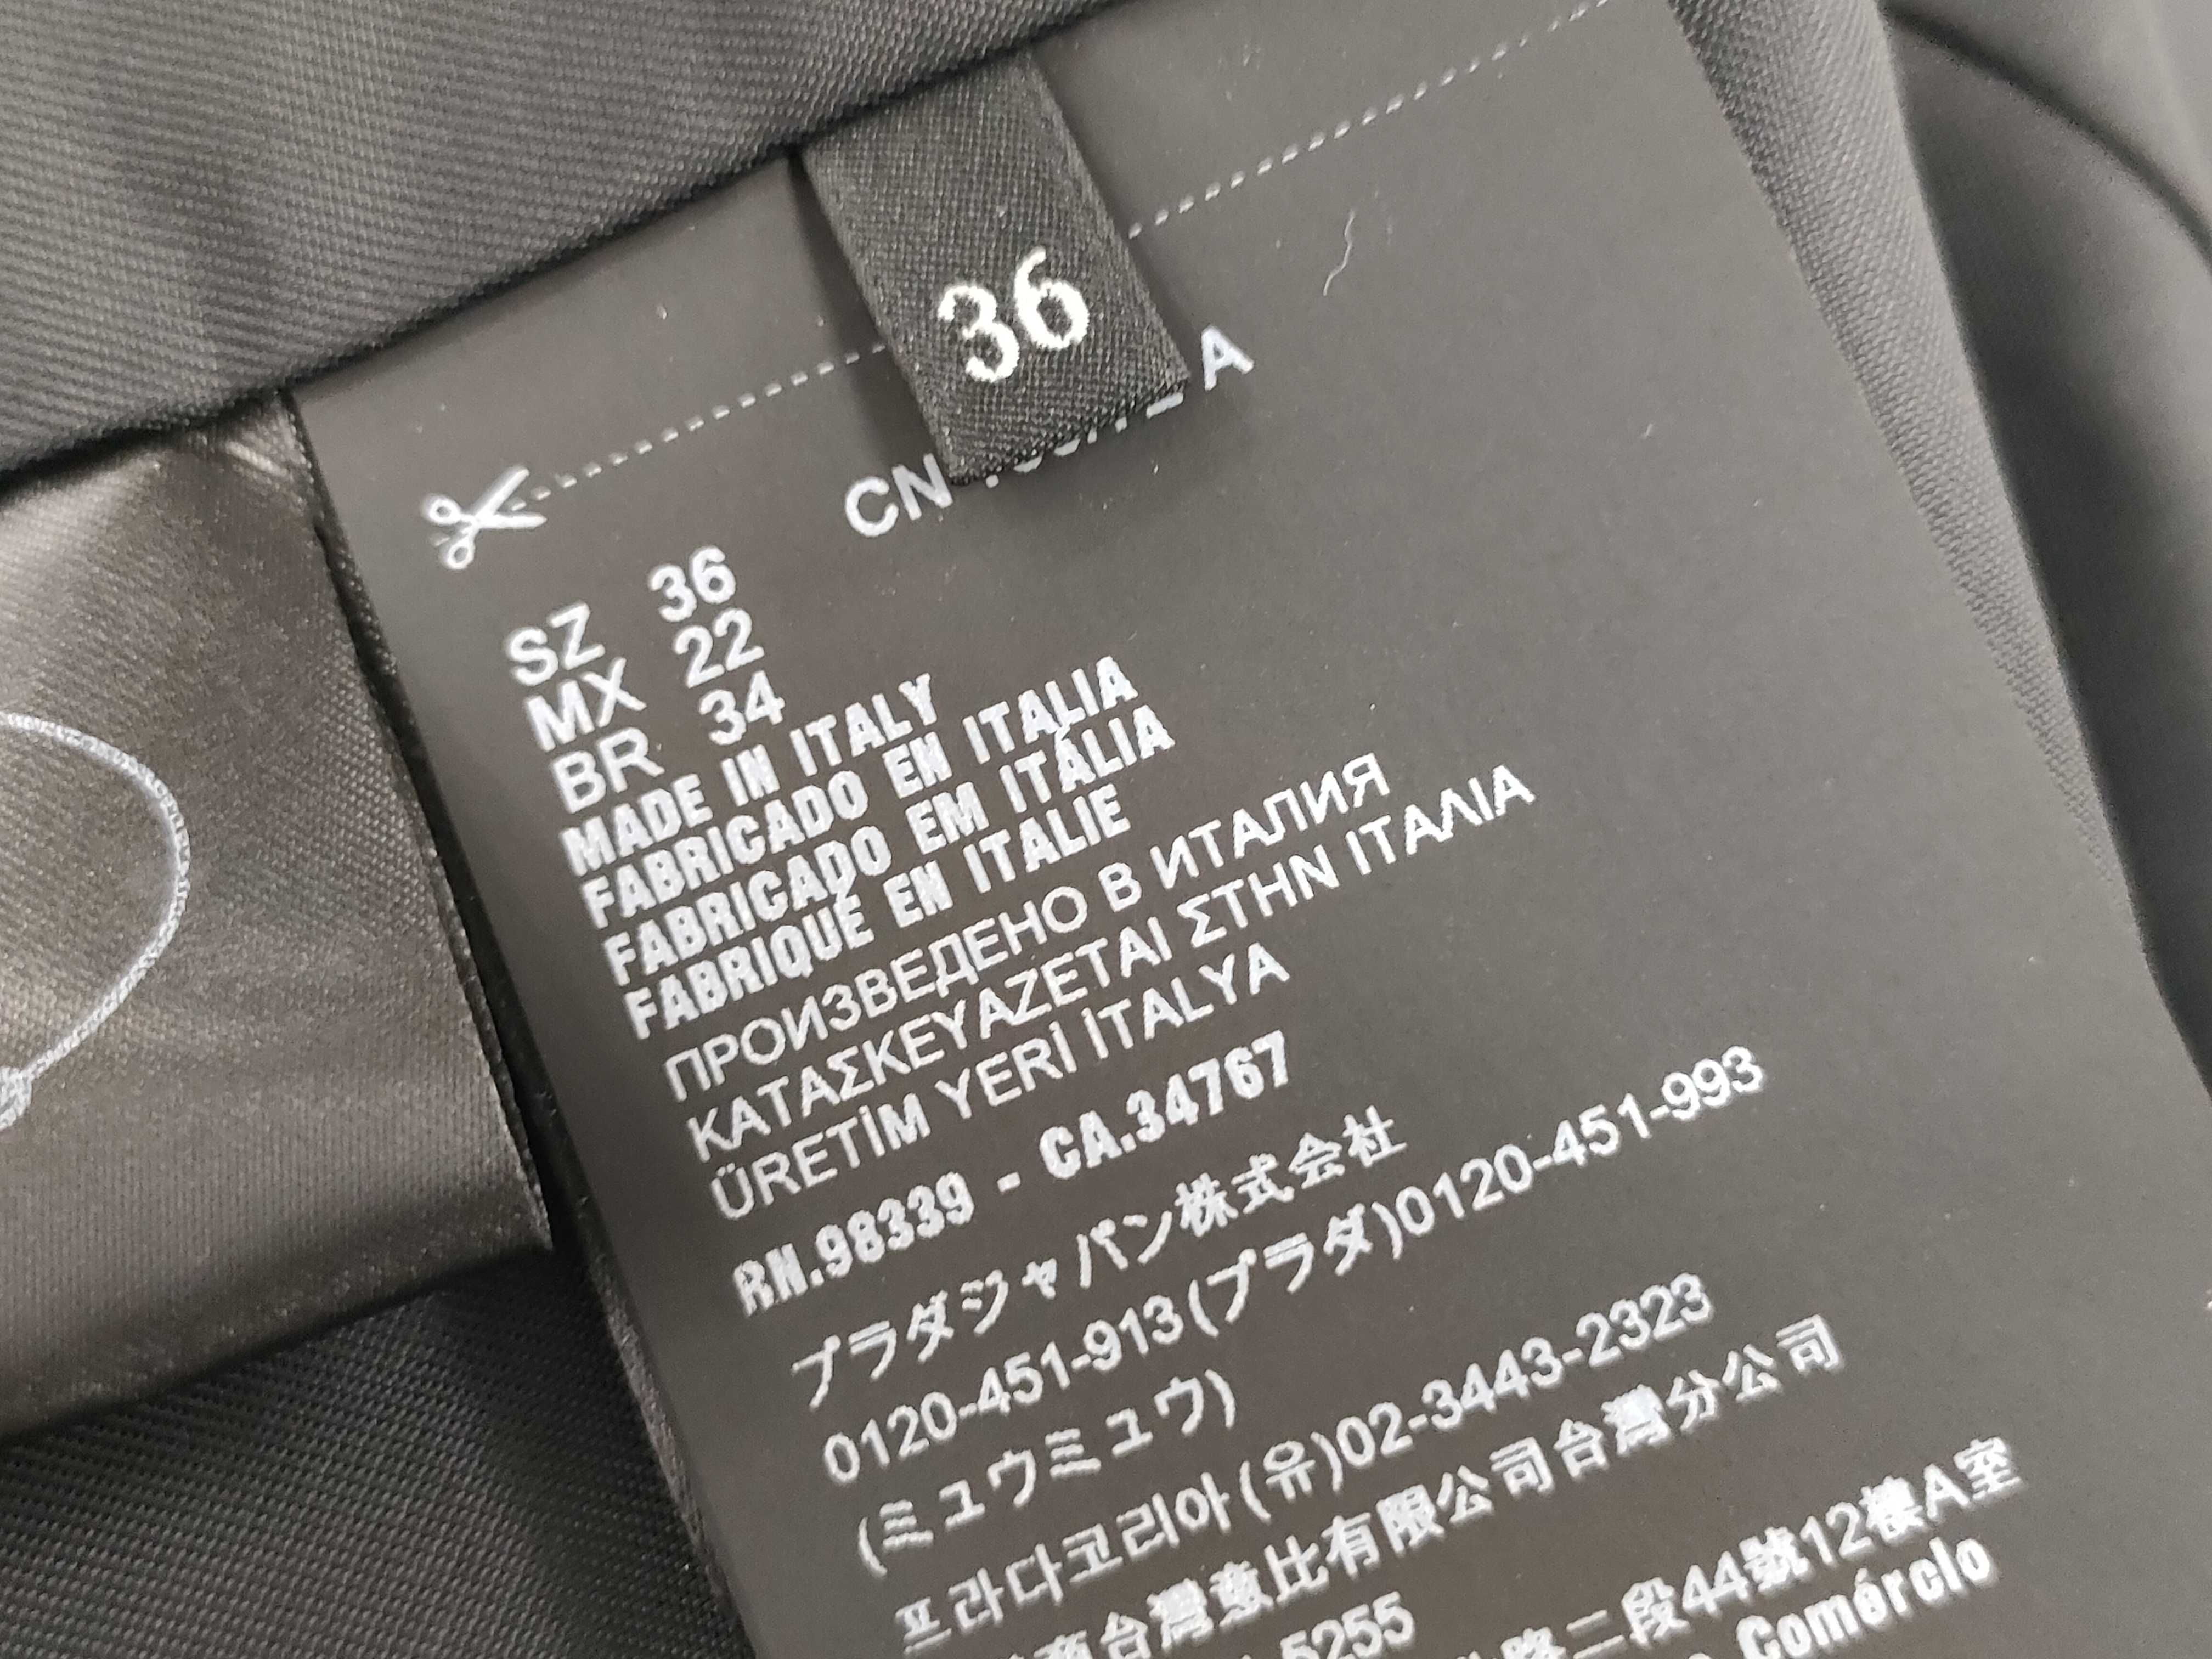 36
CN A
SZ 36
MX 22
BR 34
MADE IN ITALY
FABRICADO EN ITALIA
FABRICADO EM ITÁLIA
FABRIQUÉ EN ITALIE
ПРОИЗВЕДЕНО В ИТАЛИЯ
ΚΑΤΑΣΚΕΥΑΖΕΤΑΙ ΣΤΗΝ ΙΤΑΛΙΑ
ÜRETİM YERİ İTALYA
RN.98339 - CA.34767
プラダジャパン株式会社
0120-451-913(プラダ)0120-451-993
(ミュウミュウ)
프라다코리아(유)02-3443-2323
商台灣薏比有限公司台灣分公司
5255
路二段44號12樓A室
Comércio